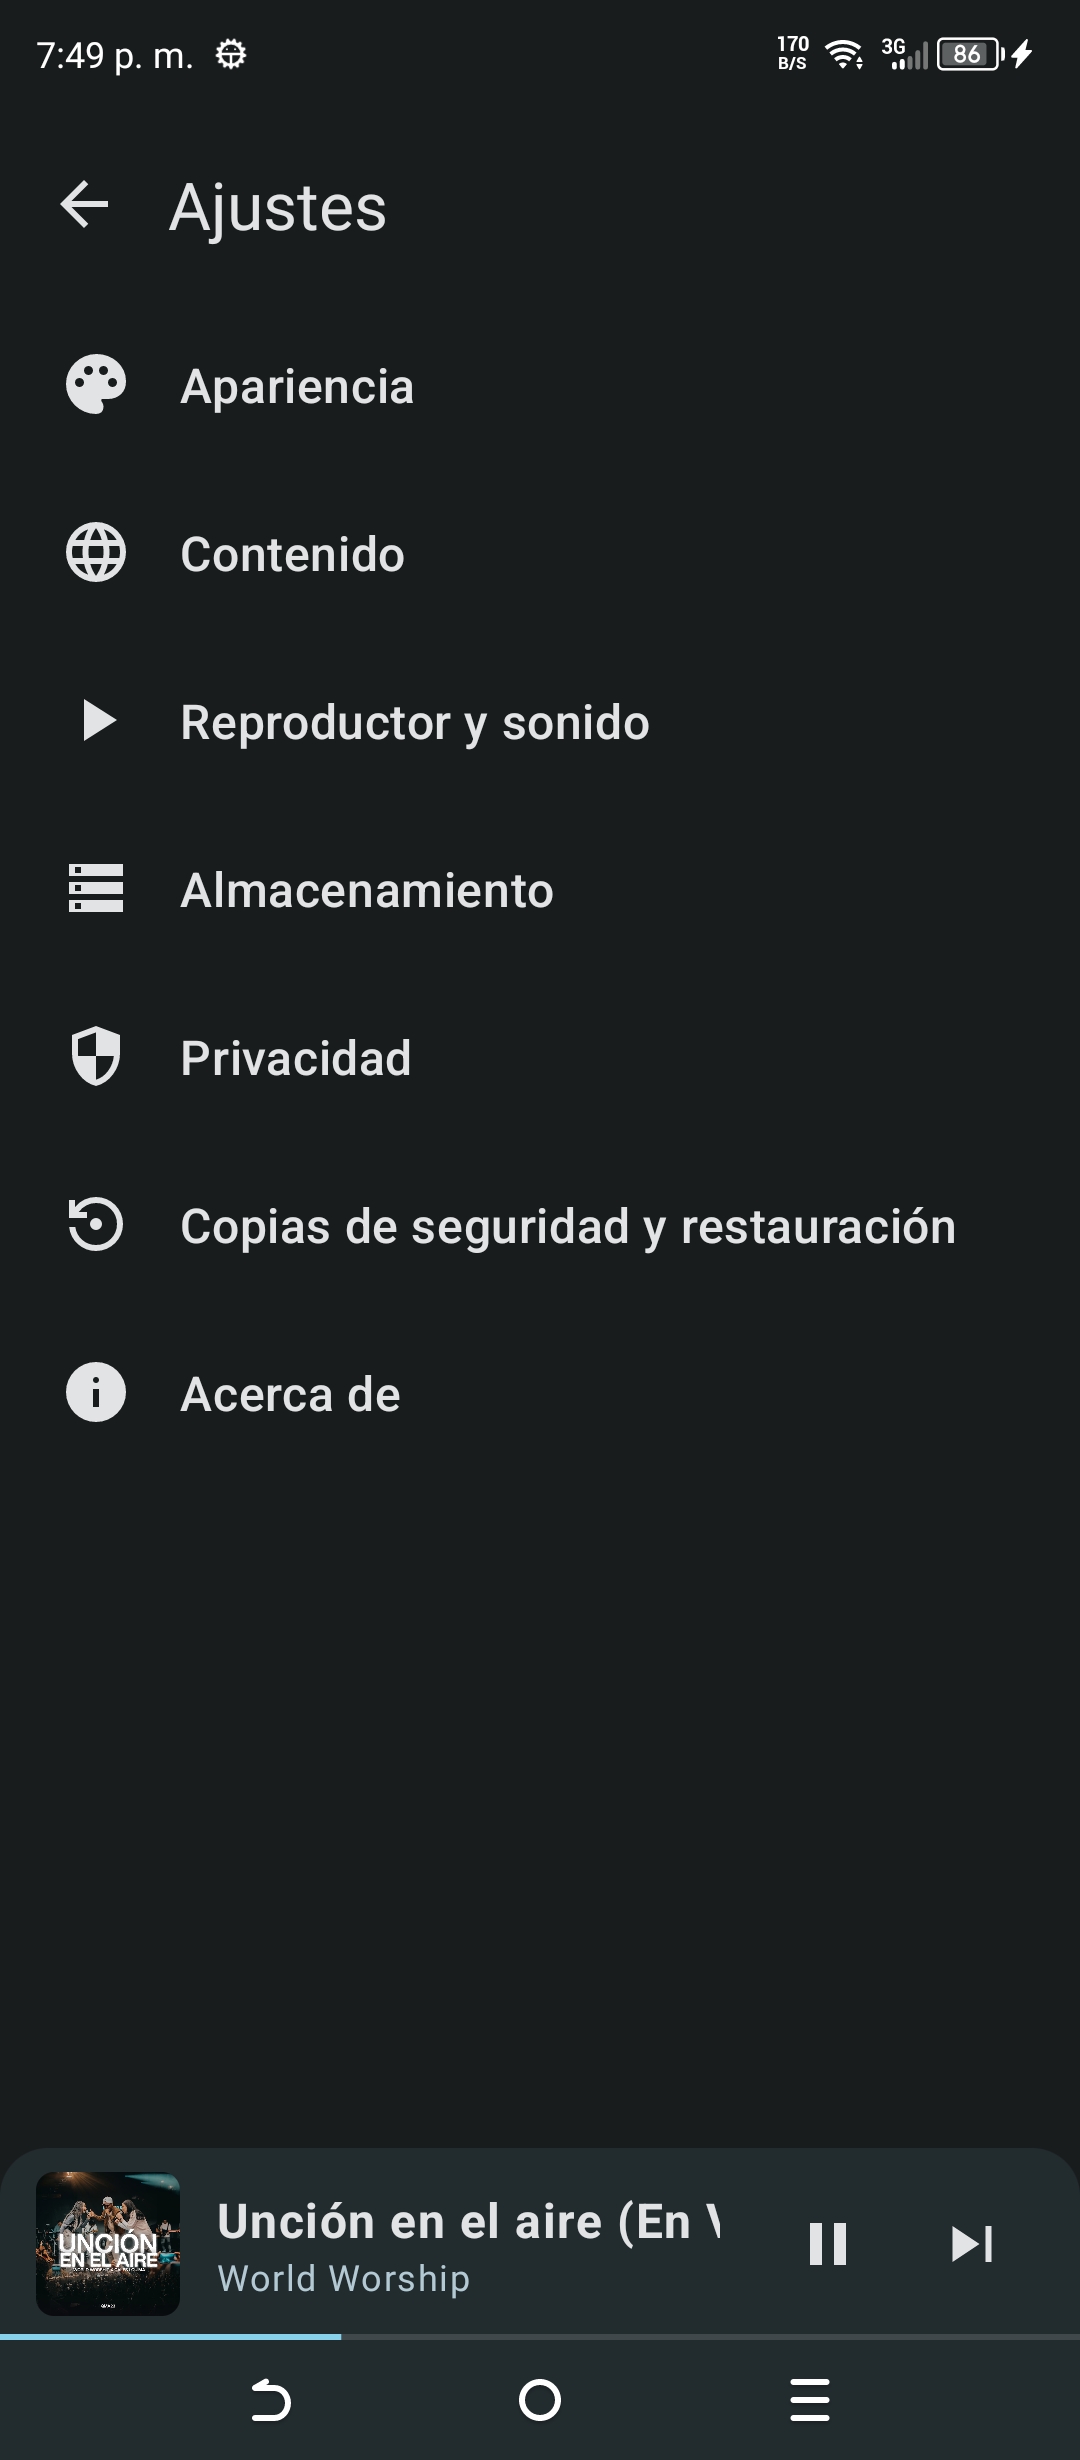 7:49 p. m.
170
B/S
3G
86
Ajustes
Apariencia
Contenido
Reproductor y sonido
Almacenamiento
Privacidad
Copias de seguridad y restauración
Acerca de
UNCIÓN
EN EL AIRE
Unción en el aire (En
World Worship